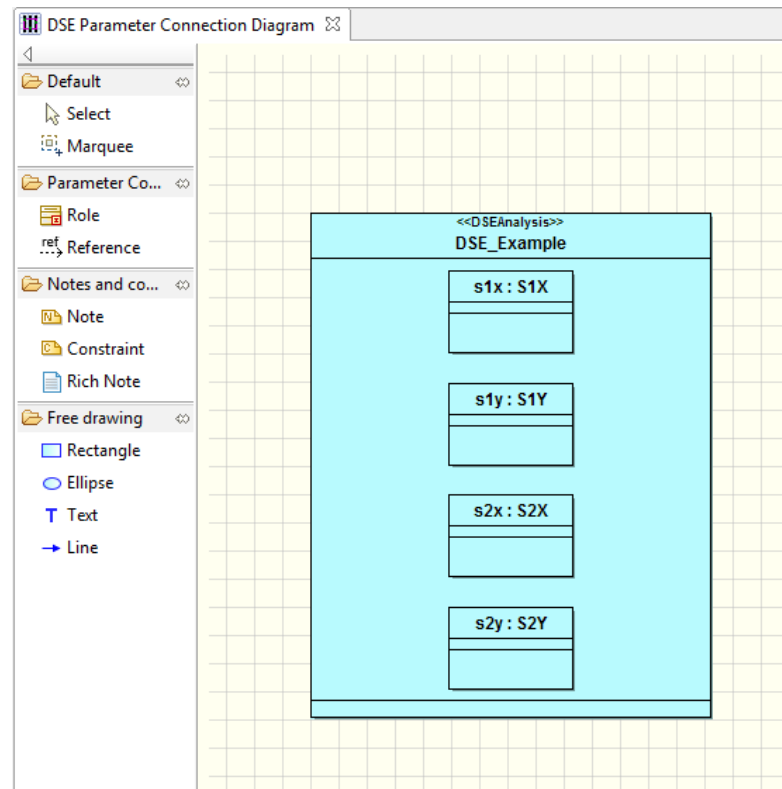 DSE Parameter Connection Diagram
Default
Select
Marquee
Parameter Co...
Role
ref Reference
Notes and co...
Note
Constraint
Rich Note
Free drawing
Rectangle
Ellipse
T Text
Line
<<DSEAnalysis>>
DSE_Example
s1x : S1X
s1y : S1Y
s2x : S2X
s2y : S2Y